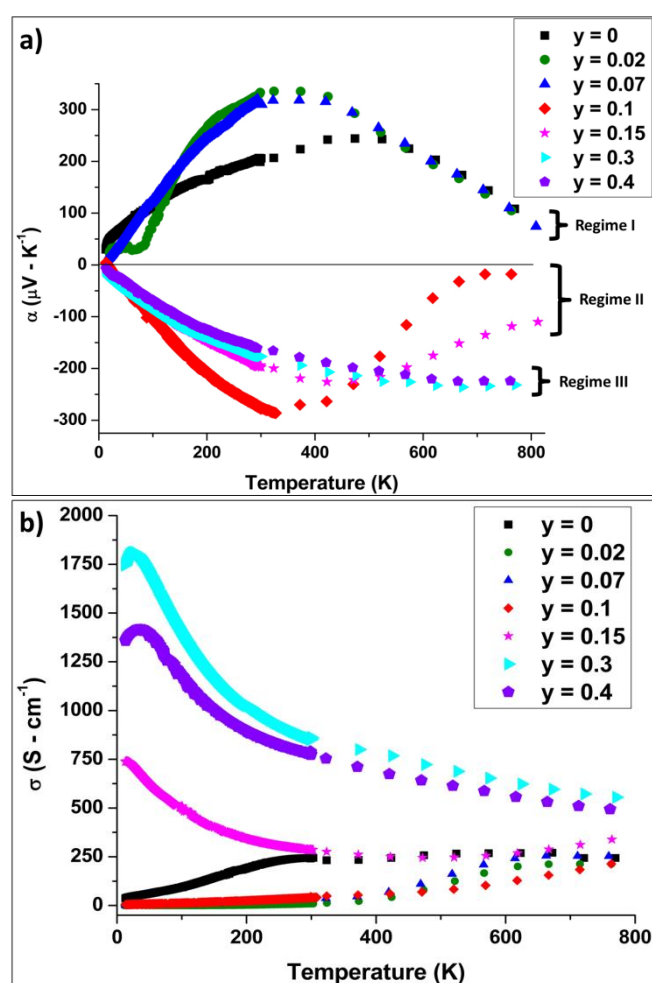 a)
y = 0
y = 0.02
y = 0.07
y = 0.1
y = 0.15
y = 0.3
y = 0.4
300
200
100
0
-100
-200
-300
α (μV - K⁻¹)
Regime I
Regime II
Regime III
0 200 400 600 800
Temperature (K)
b)
2000
1750
1500
1250
1000
750
500
250
0
σ (S - cm⁻¹)
y = 0
y = 0.02
y = 0.07
y = 0.1
y = 0.15
y = 0.3
y = 0.4
0 200 400 600 800
Temperature (K)